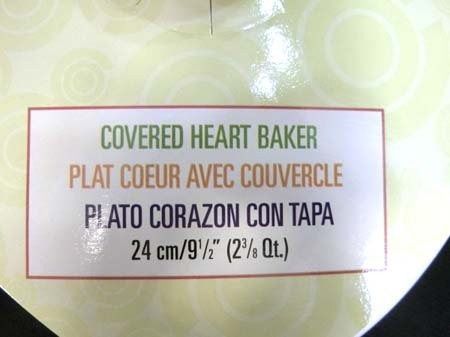 COVERED HEART BAKER
PLAT COEUR AVEC COUVERCLE
PLATO CORAZON CON TAPA
24 cm/9½" (2⅜ Qt.)